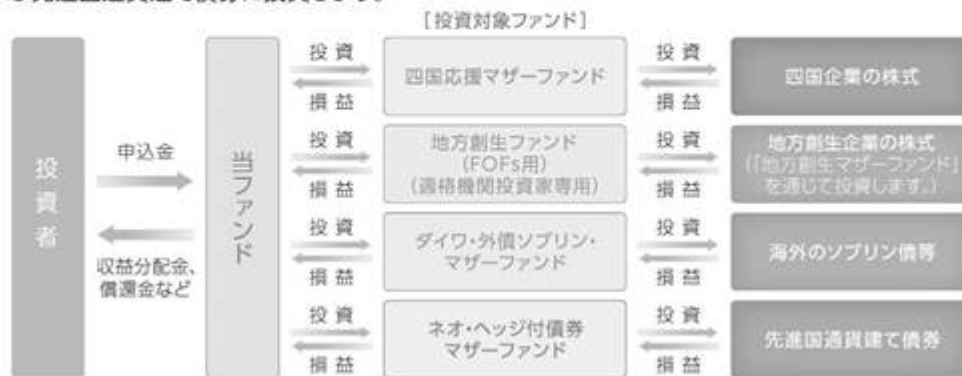 [投資対象ファンド]
投資者
申込金
収益分配金、
償還金など
当ファンド
投資
損益
四国応援マザーファンド
投資
損益
四国企業の株式
投資
損益
地方創生ファンド
(FOFs用)
(適格機関投資家専用)
投資
損益
地方創生企業の株式
(「地方創生マザーファンド」
を通じて投資します。)
投資
損益
ダイワ・外債ソブリン・
マザーファンド
投資
損益
海外のソブリン債等
投資
損益
ネオ・ヘッジ付債券
マザーファンド
投資
損益
先進国通貨建て債券